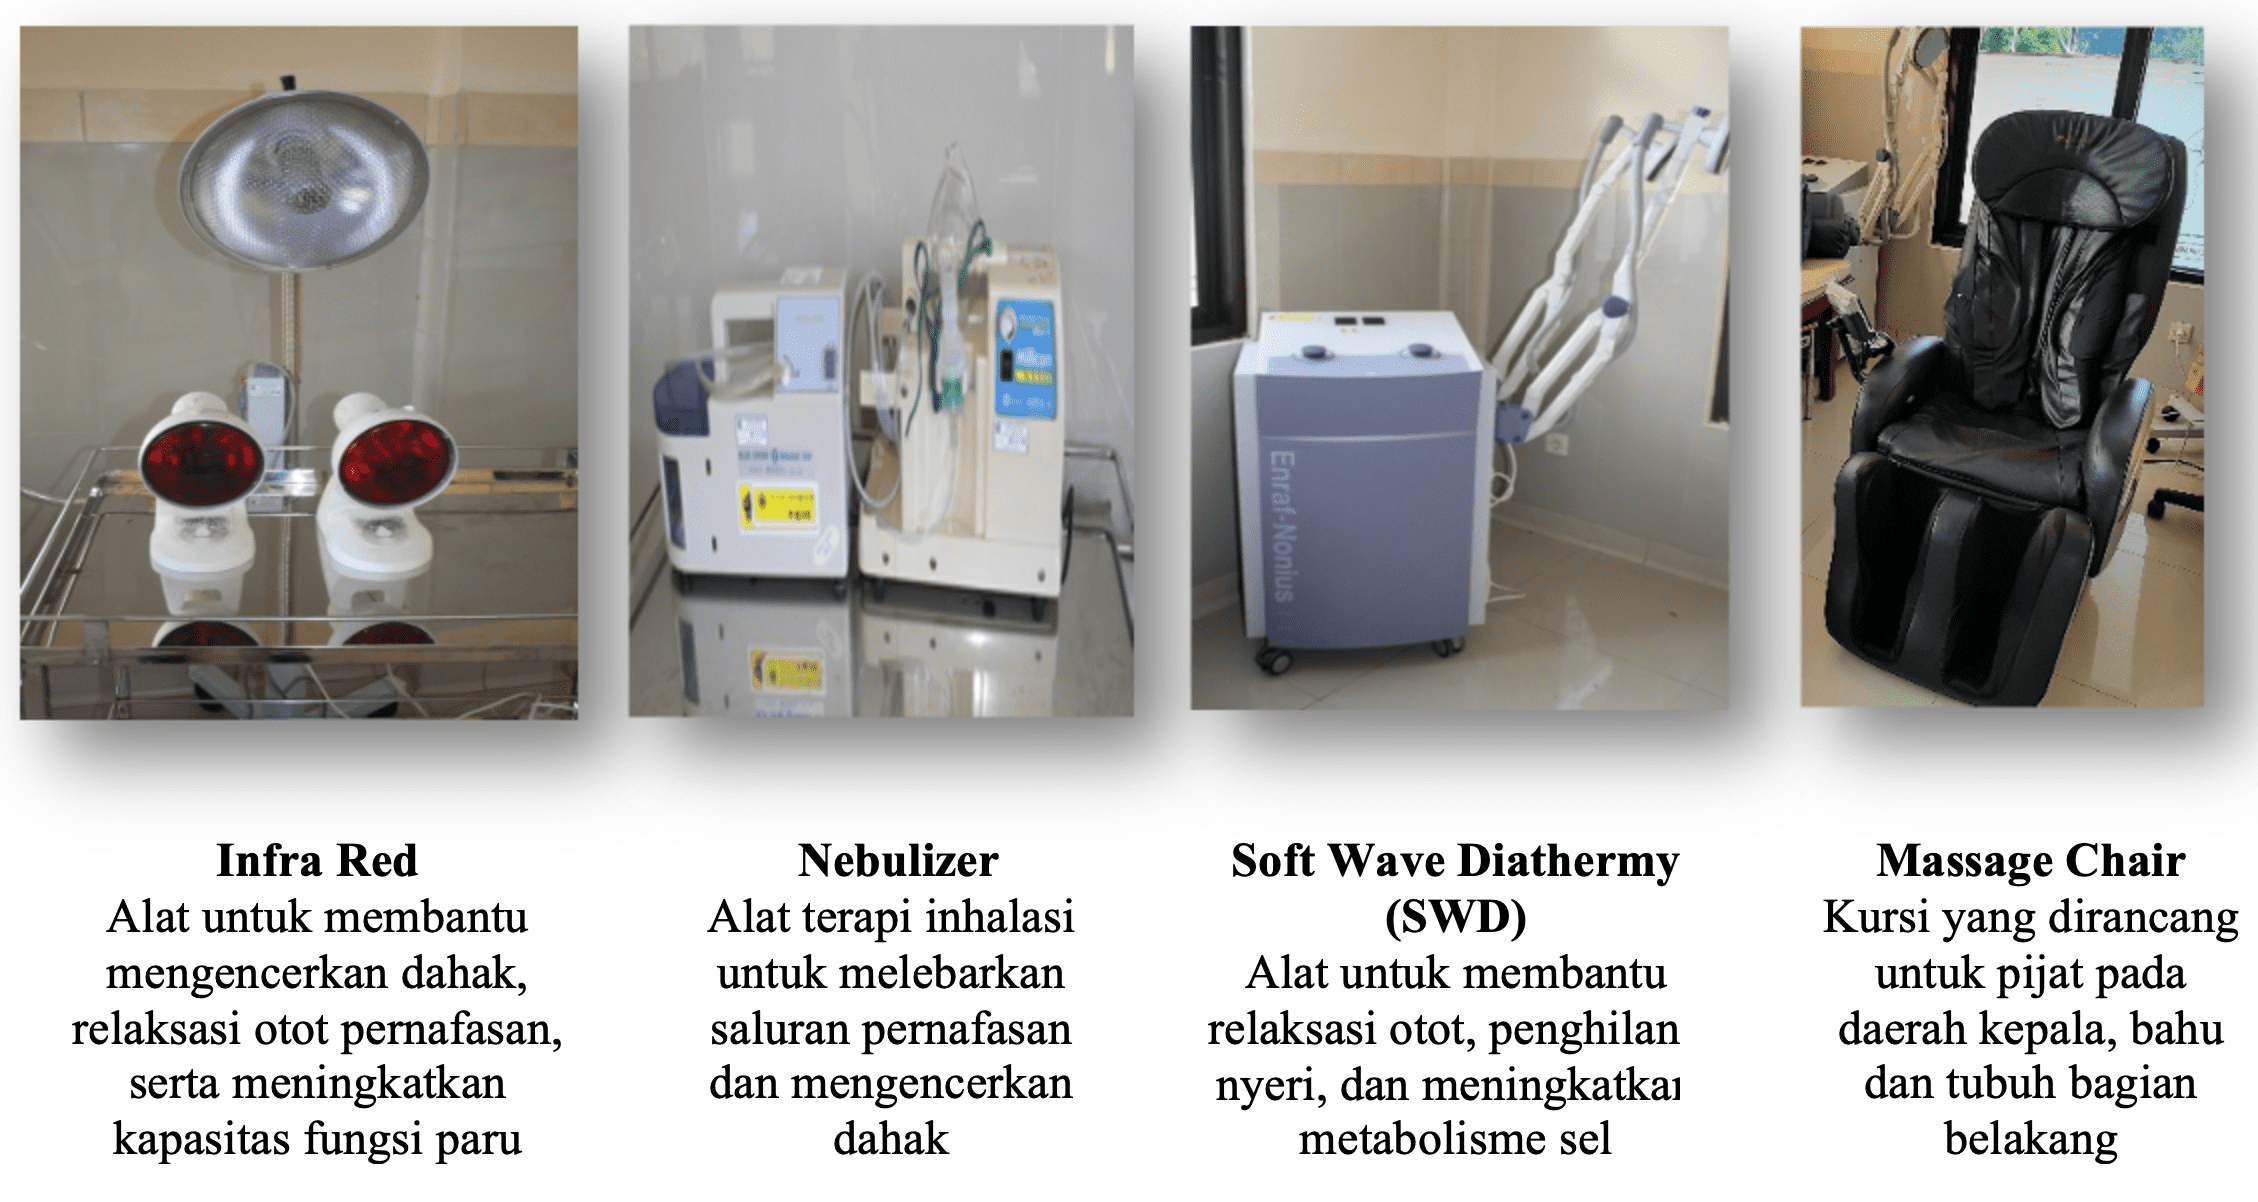 Enraf-Nonius
Infra Red
Alat untuk membantu
mengencerkan dahak,
relaksasi otot pernafasan,
serta meningkatkan
kapasitas fungsi paru
Nebulizer
Alat terapi inhalasi
untuk melebarkan
saluran pernafasan
dan mengencerkan
dahak
Soft Wave Diathermy
(SWD)
Alat untuk membantu
relaksasi otot, penghilan
nyeri, dan meningkatkan
metabolisme sel
Massage Chair
Kursi yang dirancang
untuk pijat pada
daerah kepala, bahu
dan tubuh bagian
belakang